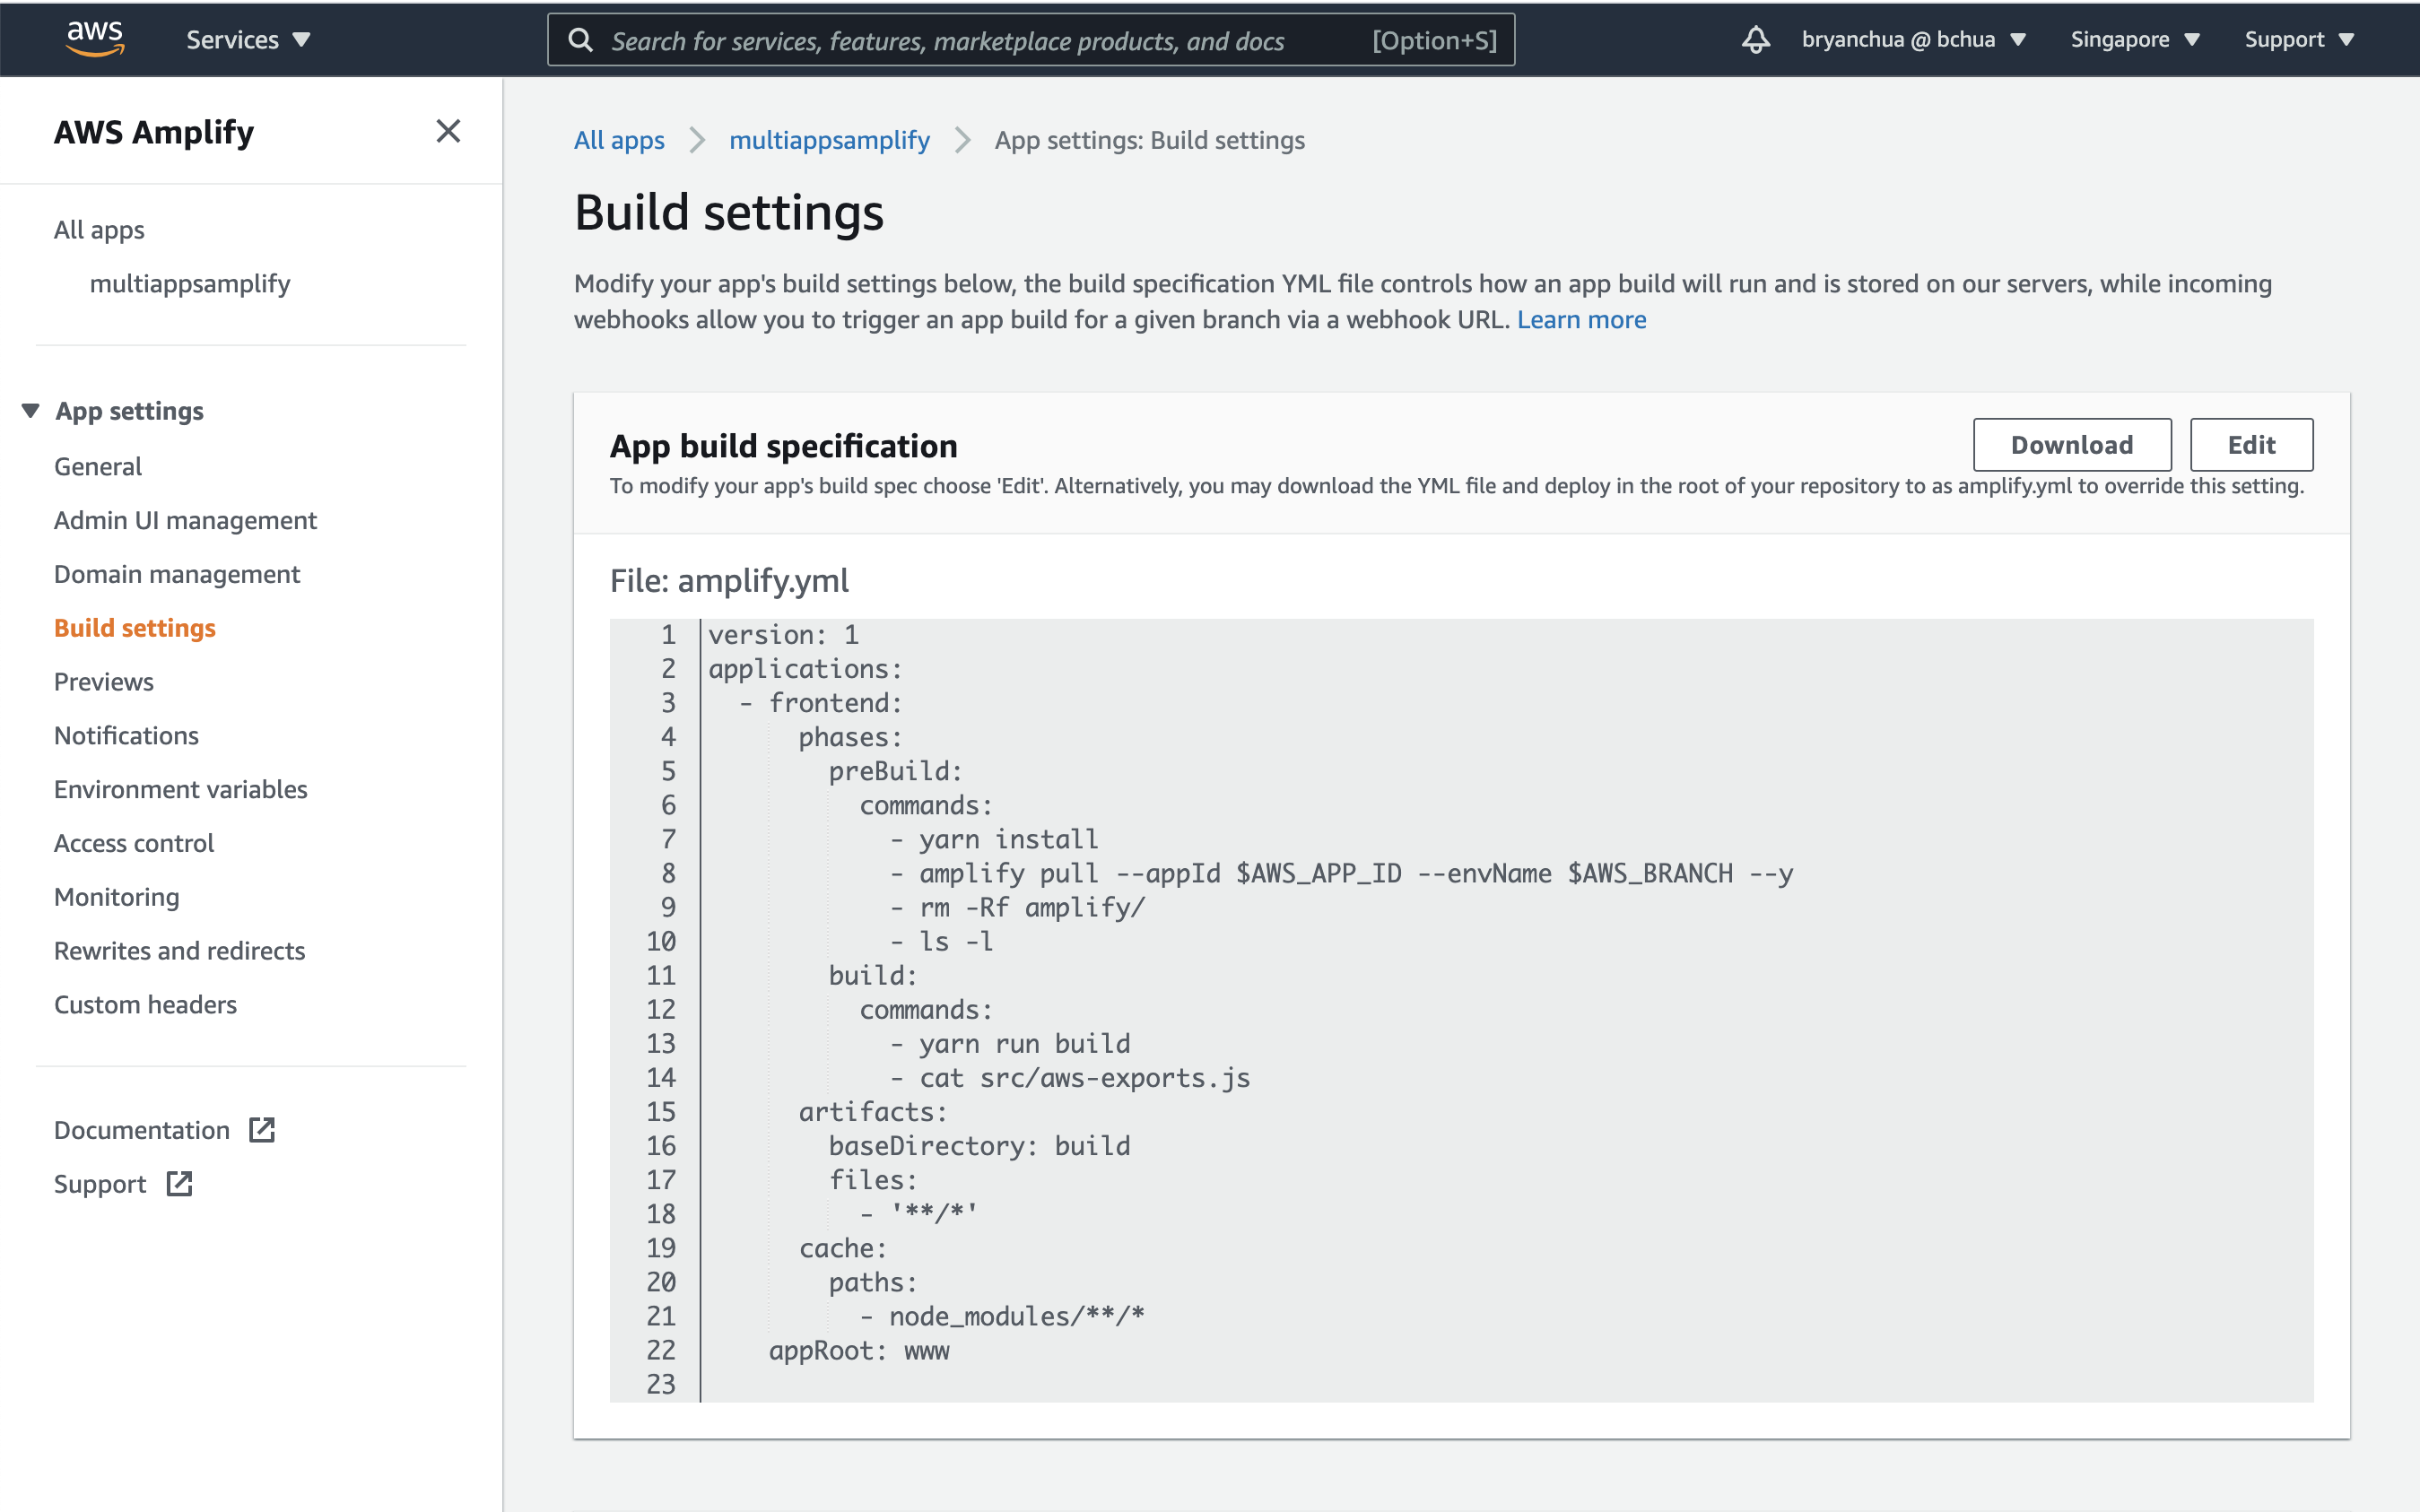 aws
Services
Search for services, features, marketplace products, and docs [Option+S]
bryanchua @ bchua
Singapore
Support
AWS Amplify
All apps
multiappsamplify
App settings
General
Admin UI management
Domain management
Build settings
Previews
Notifications
Environment variables
Access control
Monitoring
Rewrites and redirects
Custom headers
Documentation
Support
All apps > multiappsamplify > App settings: Build settings
Build settings
Modify your app's build settings below, the build specification YML file controls how an app build will run and is stored on our servers, while incoming
webhooks allow you to trigger an app build for a given branch via a webhook URL. Learn more
App build specification
Download
Edit
To modify your app's build spec choose 'Edit'. Alternatively, you may download the YML file and deploy in the root of your repository to as amplify.yml to override this setting.
File: amplify.yml
1 version: 1
2 applications:
3   - frontend:
4       phases:
5         preBuild:
6           commands:
7             - yarn install
8             - amplify pull --appId $AWS_APP_ID --envName $AWS_BRANCH --y
9             - rm -Rf amplify/
10             - ls -l
11         build:
12           commands:
13             - yarn run build
14             - cat src/aws-exports.js
15       artifacts:
16         baseDirectory: build
17         files:
18           - '**/*'
19       cache:
20         paths:
21           - node_modules/**/*
22     appRoot: www
23